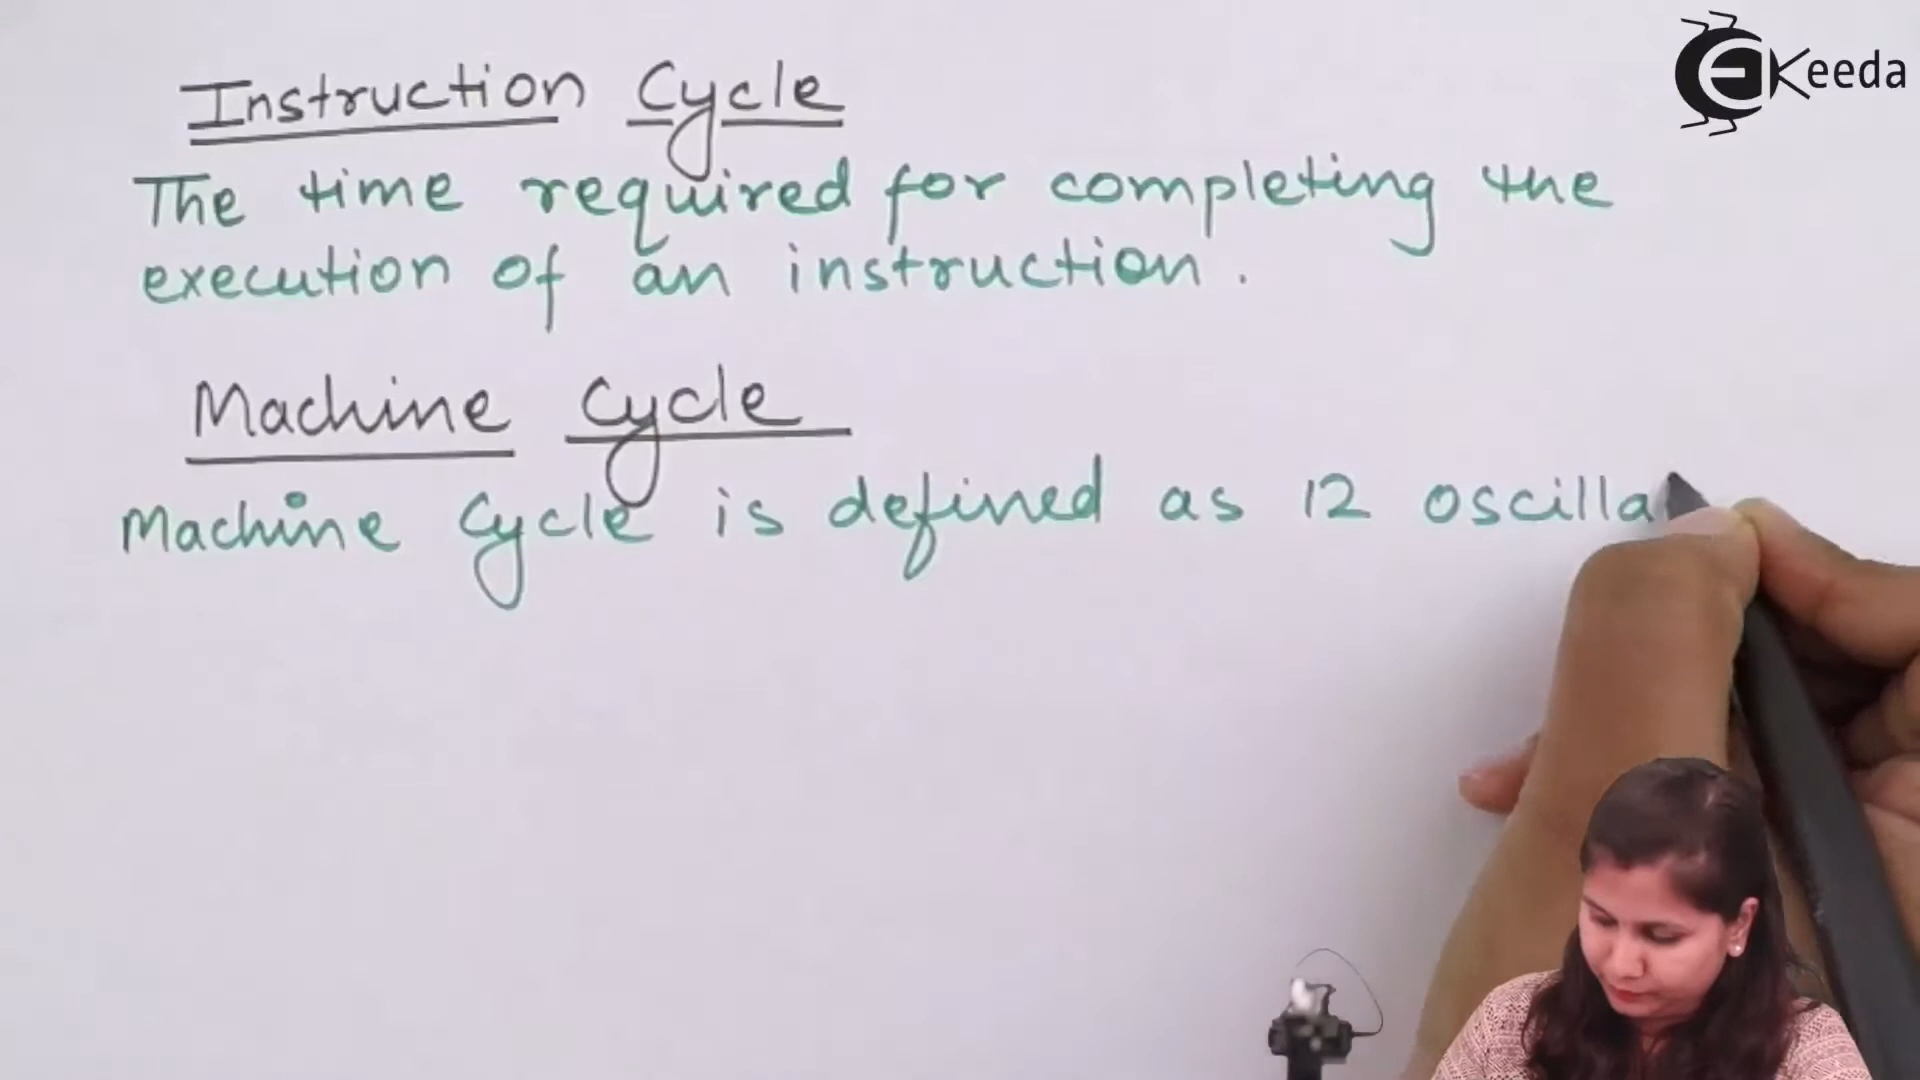 Instruction Cycle
EKeeda
The time required for completing the
execution of an instruction.
Machine Cycle
Machine Cycle is defined as 12 oscilla